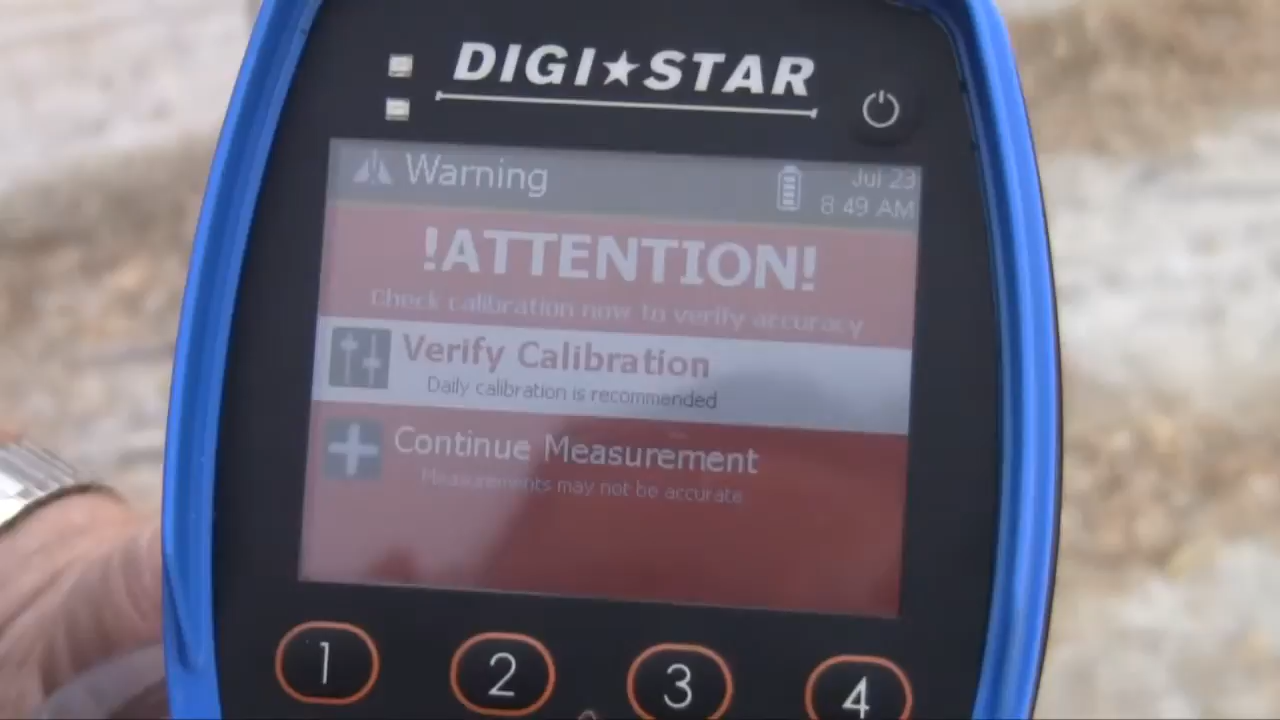 DIGI★STAR
Warning
Jul 23
8 49 AM
!ATTENTION!
Check calibration now to verify accuracy
Verify Calibration
Daily calibration is recommended
Continue Measurement
Measurements may not be accurate
1 2 3 4